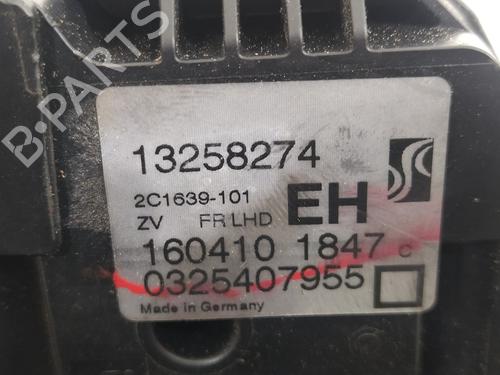 B-PARTS
13258274
2C1639-101
ZV FR LHD EH
160410 1847 C
0325407955
Made in Germany